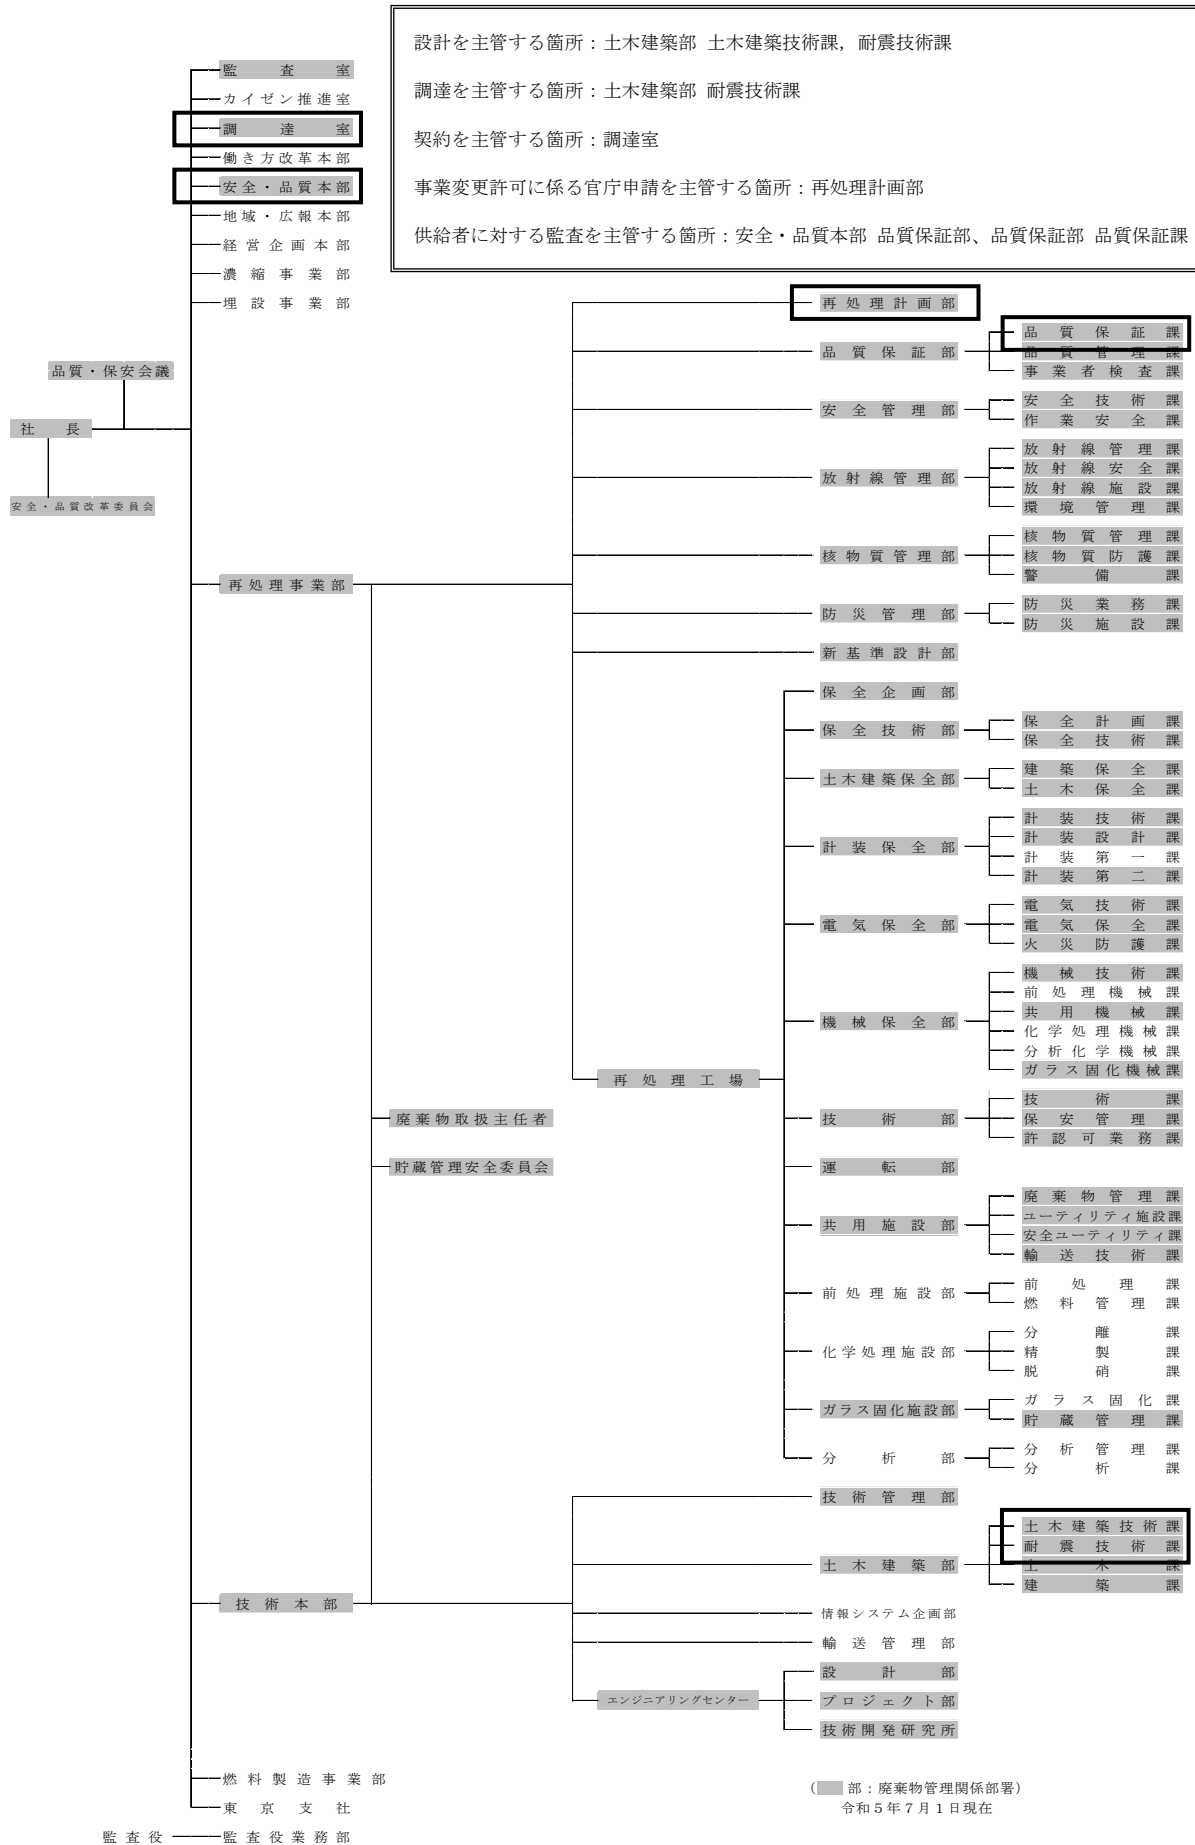 設計を主管する箇所：土木建築部 土木建築技術課，耐震技術課
調達を主管する箇所：土木建築部 耐震技術課
契約を主管する箇所：調達室
事業変更許可に係る官庁申請を主管する箇所：再処理計画部
供給者に対する監査を主管する箇所：安全・品質本部 品質保証部、品質保証部 品質保証課
監査室
カイゼン推進室
調達室
働き方改革本部
安全・品質本部
地域・広報本部
経営企画本部
濃縮事業部
埋設事業部
品質・保安会議
社長
安全・品質改革委員会
再処理事業部
再処理計画部
品質保証部
品質保証課
品質管理課
事業者検査課
安全管理部
安全技術課
作業安全課
放射線管理部
放射線管理課
放射線安全課
放射線施設課
環境管理課
核物質管理部
核物質管理課
核物質防護課
警備課
防災管理部
防災業務課
防災施設課
新基準設計部
再処理工場
保全企画部
保全技術部
保全計画課
保全技術課
土木建築保全部
建築保全課
土木保全課
計装保全部
計装技術課
計装設計課
計装第一課
計装第二課
電気保全部
電気技術課
電気保全課
火災防護課
機械保全部
機械技術課
前処理機械課
共用機械課
化学処理機械課
分析化学機械課
ガラス固化機械課
技術部
技術課
保安管理課
許認可業務課
運転部
共用施設部
廃棄物管理課
ユーティリティ施設課
安全ユーティリティ課
輸送技術課
前処理施設部
前処理課
燃料管理課
化学処理施設部
分離課
精製課
脱硝課
ガラス固化施設部
ガラス固化課
貯蔵管理課
分析部
分析管理課
分析課
廃棄物取扱主任者
貯蔵管理安全委員会
技術本部
技術管理部
土木建築部
土木建築技術課
耐震技術課
土木課
建築課
情報システム企画部
輸送管理部
エンジニアリングセンター
設計部
プロジェクト部
技術開発研究所
燃料製造事業部
東京支社
監査役
監査役業務部
（ 部：廃棄物管理関係部署）
令和５年７月１日現在